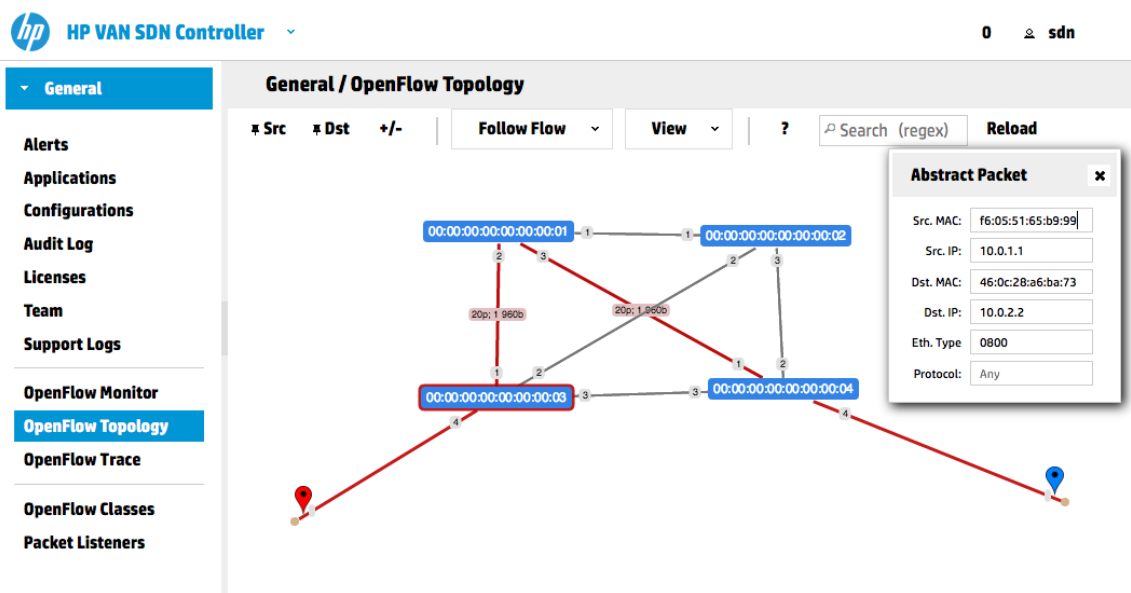 hp HP VAN SDN Controller 0 sdn
General
General / OpenFlow Topology
Src Dst +/- Follow Flow View ? Search (regex) Reload
Alerts
Applications
Configurations
Audit Log
Licenses
Team
Support Logs
OpenFlow Monitor
OpenFlow Topology
OpenFlow Trace
OpenFlow Classes
Packet Listeners
Abstract Packet
Src. MAC: f6:05:51:65:b9:99
Src. IP: 10.0.1.1
Dst. MAC: 46:0c:28:a6:ba:73
Dst. IP: 10.0.2.2
Eth. Type 0800
Protocol: Any
00:00:00:00:00:00:00:01 1 1 00:00:00:00:00:00:00:02
2 3 2 3
20p; 1 960b 20p; 1 960b
1 2 1 2
00:00:00:00:00:00:00:03 3 3 00:00:00:00:00:00:00:04
4 4